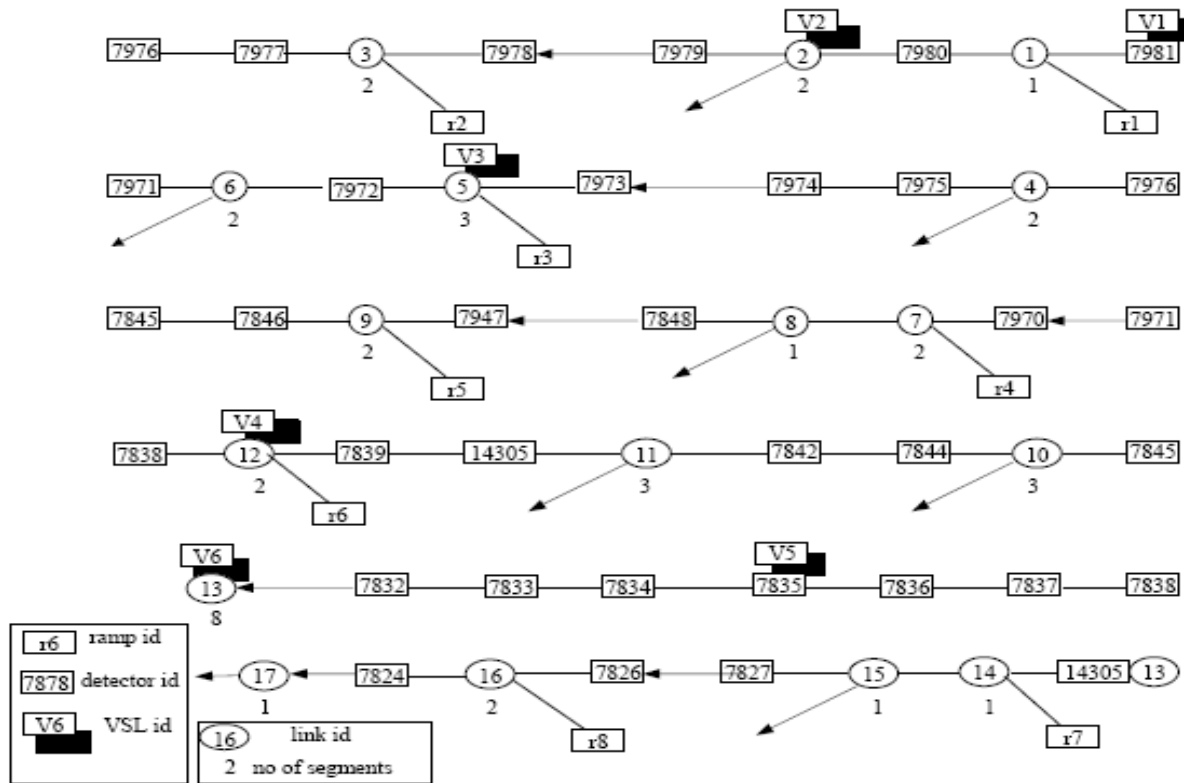 V2 V1
7976 7977 3 7978 7979 2 7980 1 7981
2 2 1
r2 r1
V3
7971 6 7972 5 7973 7974 7975 4 7976
2 3 2
r3
7845 7846 9 7947 7848 8 7970 7971
7
2 1 2
r5 r4
V4
7838 12 7839 14305 11 7842 7844 10 7845
2 3 3
r6
V6 V5
13 7832 7833 7834 7835 7836 7837 7838
8
17 7824 16 7826 7827 15 14 14305 13
1 2 1 1
r8 r7
r6 ramp id
7878 detector id
V6 VSL id
16 link id
2 no of segments